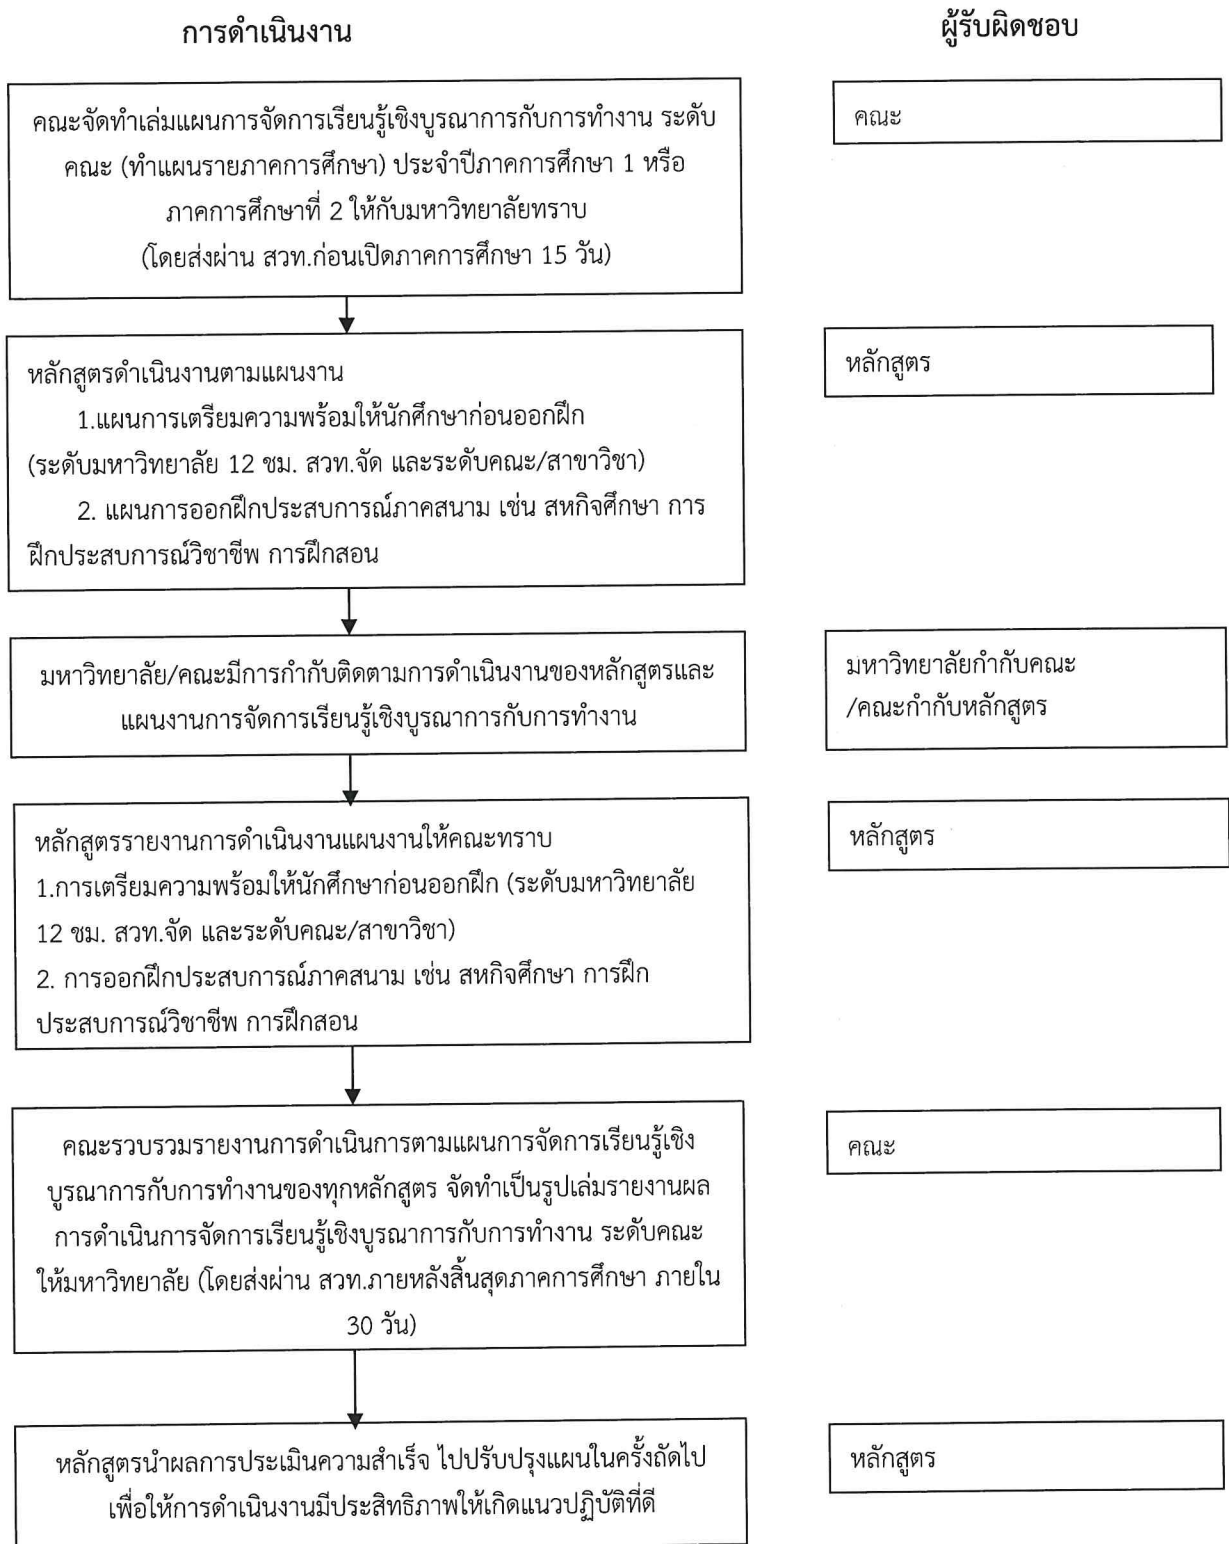 การดำเนินงาน
ผู้รับผิดชอบ
คณะจัดทำเล่มแผนการจัดการเรียนรู้เชิงบูรณาการกับการทำงาน ระดับ
คณะ (ทำแผนรายภาคการศึกษา) ประจำปีภาคการศึกษา 1 หรือ
ภาคการศึกษาที่ 2 ให้กับมหาวิทยาลัยทราบ
(โดยส่งผ่าน สวท.ก่อนเปิดภาคการศึกษา 15 วัน)
คณะ
หลักสูตรดำเนินงานตามแผนงาน
1.แผนการเตรียมความพร้อมให้นักศึกษาก่อนออกฝึก
(ระดับมหาวิทยาลัย 12 ชม. สวท.จัด และระดับคณะ/สาขาวิชา)
2. แผนการออกฝึกประสบการณ์ภาคสนาม เช่น สหกิจศึกษา การ
ฝึกประสบการณ์วิชาชีพ การฝึกสอน
หลักสูตร
มหาวิทยาลัย/คณะมีการกำกับติดตามการดำเนินงานของหลักสูตรและ
แผนงานการจัดการเรียนรู้เชิงบูรณาการกับการทำงาน
มหาวิทยาลัยกำกับคณะ
/คณะกำกับหลักสูตร
หลักสูตรรายงานการดำเนินงานแผนงานให้คณะทราบ
1.การเตรียมความพร้อมให้นักศึกษาก่อนออกฝึก (ระดับมหาวิทยาลัย
12 ชม. สวท.จัด และระดับคณะ/สาขาวิชา)
2. การออกฝึกประสบการณ์ภาคสนาม เช่น สหกิจศึกษา การฝึก
ประสบการณ์วิชาชีพ การฝึกสอน
หลักสูตร
คณะรวบรวมรายงานการดำเนินการตามแผนการจัดการเรียนรู้เชิง
บูรณาการกับการทำงานของทุกหลักสูตร จัดทำเป็นรูปเล่มรายงานผล
การดำเนินการจัดการเรียนรู้เชิงบูรณาการกับการทำงาน ระดับคณะ
ให้มหาวิทยาลัย (โดยส่งผ่าน สวท.ภายหลังสิ้นสุดภาคการศึกษา ภายใน
30 วัน)
คณะ
หลักสูตรนำผลการประเมินความสำเร็จ ไปปรับปรุงแผนในครั้งถัดไป
เพื่อให้การดำเนินงานมีประสิทธิภาพให้เกิดแนวปฏิบัติที่ดี
หลักสูตร